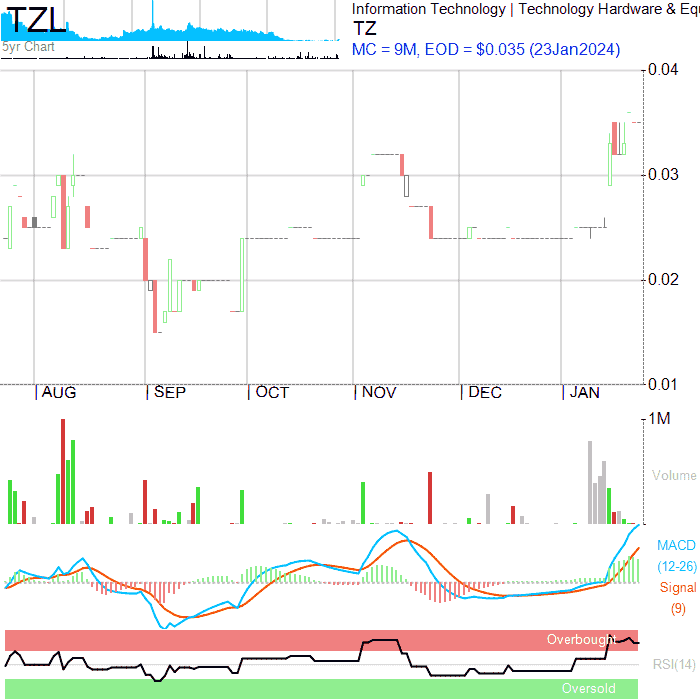 TZL
5yr Chart
Information Technology | Technology Hardware & Equ
TZ
MC = 9M, EOD = $0.035 (23Jan2024)
0.04
0.03
0.02
0.01
| AUG | SEP | OCT | NOV | DEC | JAN
1M
Volume
MACD
(12-26)
Signal
(9)
Overbought
RSI(14)
Oversold